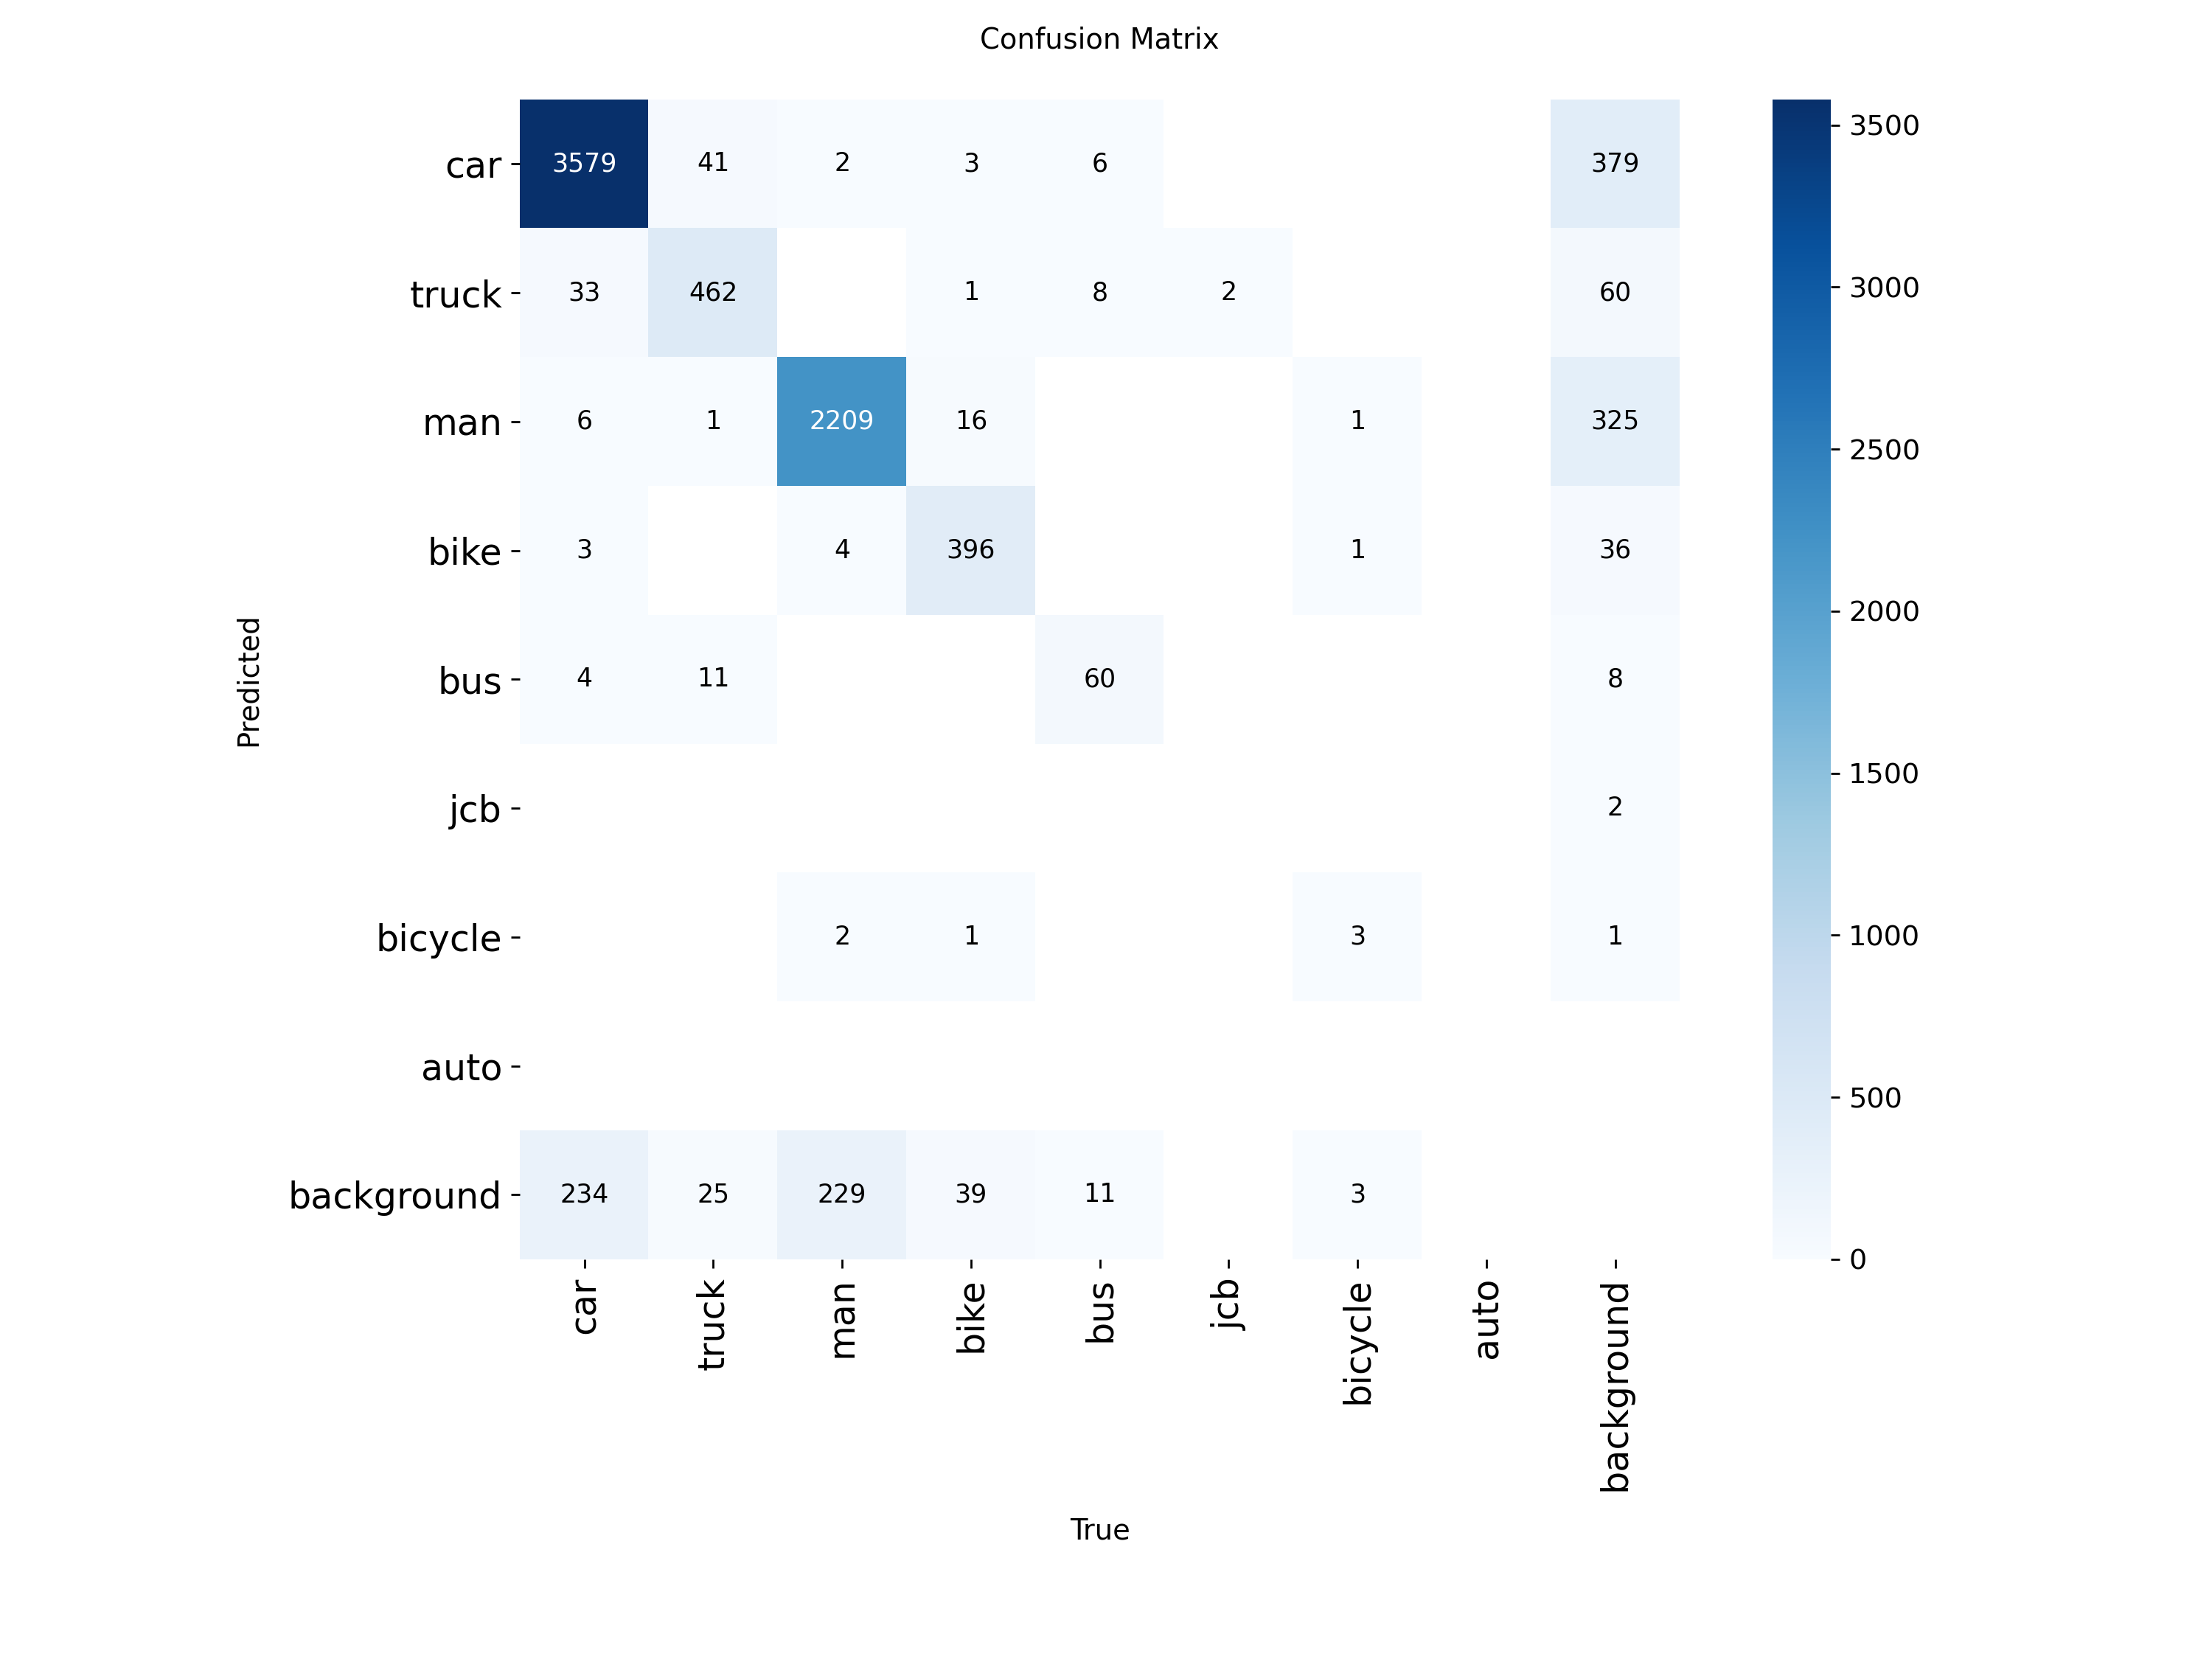 Confusion Matrix
car 3579 41 2 3 6 379
truck 33 462 1 8 2 60
man 6 1 2209 16 1 325
bike 3 4 396 1 36
bus 4 11 60 8
jcb 2
bicycle 2 1 3 1
auto
background 234 25 229 39 11 3
car truck man bike bus jcb bicycle auto background
True
Predicted
3500
3000
2500
2000
1500
1000
500
0